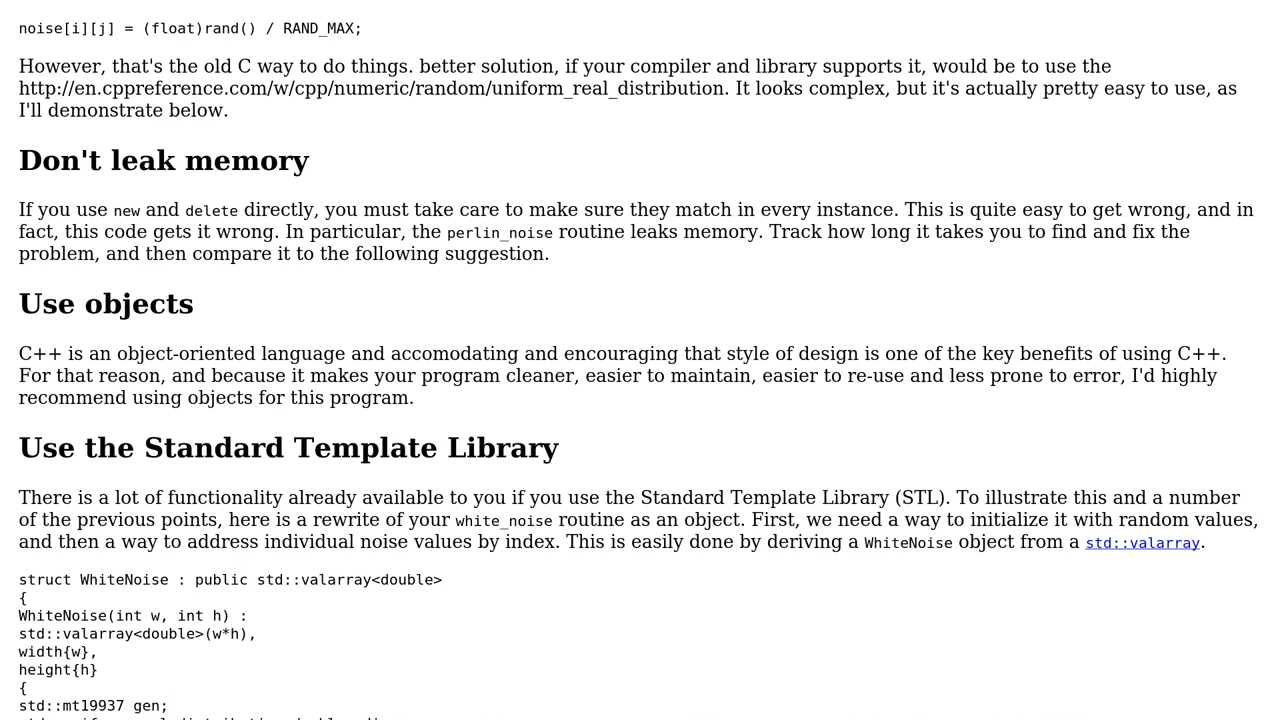 noise[i][j] = (float)rand() / RAND_MAX;
However, that's the old C way to do things. better solution, if your compiler and library supports it, would be to use the
http://en.cppreference.com/w/cpp/numeric/random/uniform_real_distribution. It looks complex, but it's actually pretty easy to use, as
I'll demonstrate below.
Don't leak memory
If you use new and delete directly, you must take care to make sure they match in every instance. This is quite easy to get wrong, and in
fact, this code gets it wrong. In particular, the perlin_noise routine leaks memory. Track how long it takes you to find and fix the
problem, and then compare it to the following suggestion.
Use objects
C++ is an object-oriented language and accomodating and encouraging that style of design is one of the key benefits of using C++.
For that reason, and because it makes your program cleaner, easier to maintain, easier to re-use and less prone to error, I'd highly
recommend using objects for this program.
Use the Standard Template Library
There is a lot of functionality already available to you if you use the Standard Template Library (STL). To illustrate this and a number
of the previous points, here is a rewrite of your white_noise routine as an object. First, we need a way to initialize it with random values,
and then a way to address individual noise values by index. This is easily done by deriving a WhiteNoise object from a std::valarray.
struct WhiteNoise : public std::valarray<double>
{
WhiteNoise(int w, int h) :
std::valarray<double>(w*h),
width{w},
height{h}
{
std::mt19937 gen;